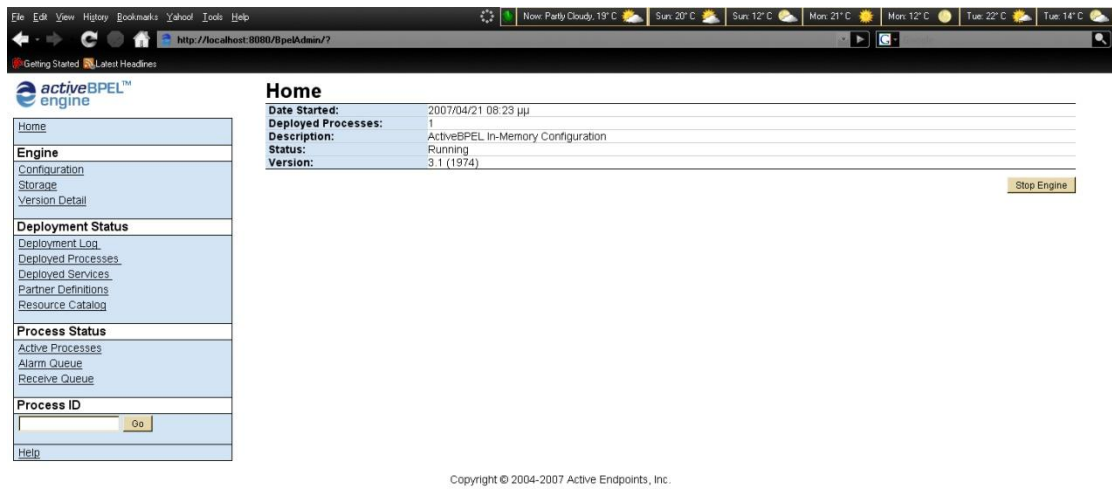 File Edit View History Bookmarks Yahoo! Tools Help
Now: Partly Cloudy, 19° C Sun: 20° C Sun: 12° C Mon: 21° C Mon: 12° C Tue: 22° C Tue: 14° C
http://localhost:8080/BpelAdmin/?
G
Getting Started Latest Headlines
activeBPEL™
engine
Home
Engine
Configuration
Storage
Version Detail
Deployment Status
Deployment Log
Deployed Processes
Deployed Services
Partner Definitions
Resource Catalog
Process Status
Active Processes
Alarm Queue
Receive Queue
Process ID
Go
Help
Home
Date Started: 2007/04/21 08:23 μμ
Deployed Processes: 1
Description: ActiveBPEL In-Memory Configuration
Status: Running
Version: 3.1 (1974)
Stop Engine
Copyright © 2004-2007 Active Endpoints, Inc.